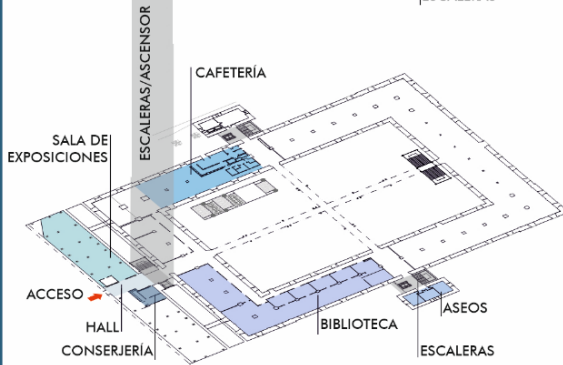 ESCALERAS/ASCENSOR
CAFETERÍA
SALA DE
EXPOSICIONES
ACCESO
HALL
CONSERJERÍA
BIBLIOTECA
ASEOS
ESCALERAS